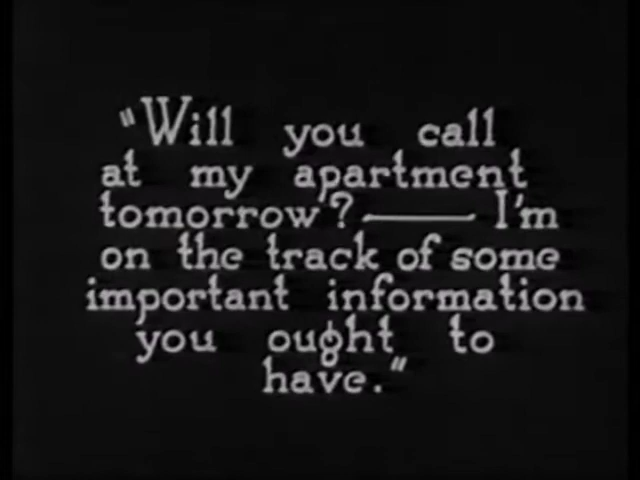 "Will you call
at my apartment
tomorrow'?—— I'm
on the track of some
important information
you ought to
have."